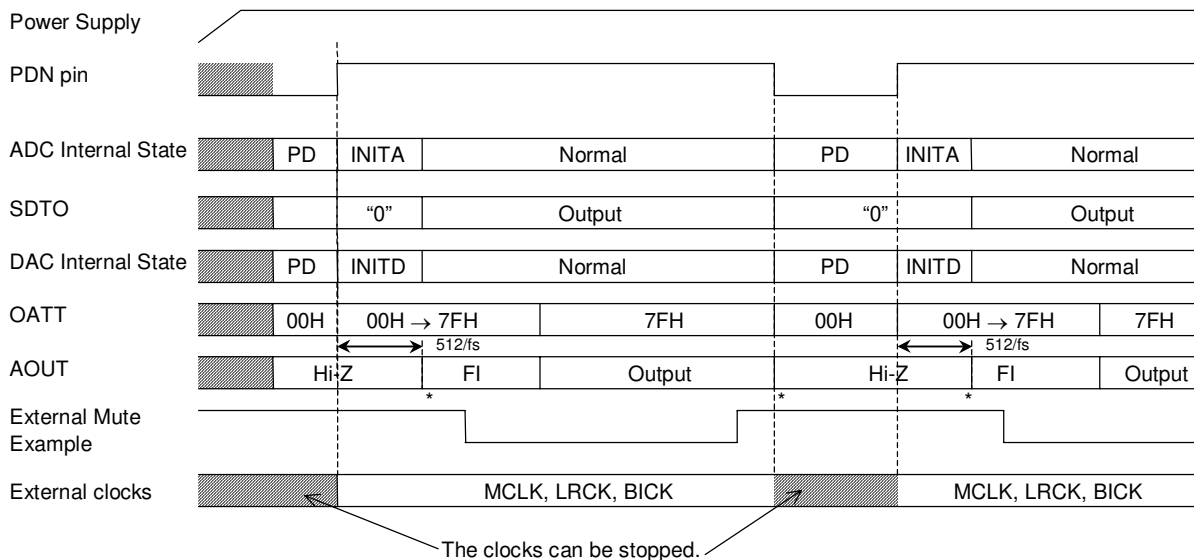 Power Supply
PDN pin
ADC Internal State PD INITA Normal PD INITA Normal
SDTO “0” Output “0” Output
DAC Internal State PD INITD Normal PD INITD Normal
OATT 00H 00H → 7FH 7FH 00H 00H → 7FH 7FH
512/fs 512/fs
AOUT Hi-Z FI Output Hi-Z FI Output
* * *
External Mute
Example
External clocks MCLK, LRCK, BICK MCLK, LRCK, BICK
The clocks can be stopped.